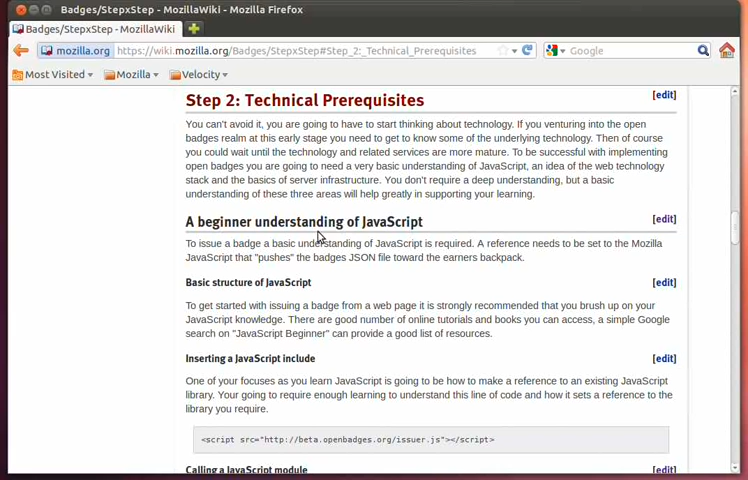 Badges/StepxStep - MozillaWiki - Mozilla Firefox
Badges/StepxStep - MozillaWiki
mozilla.org https://wiki.mozilla.org/Badges/StepxStep#Step_2:_Technical_Prerequisites Google
Most Visited Mozilla Velocity
Step 2: Technical Prerequisites [edit]
You can't avoid it, you are going to have to start thinking about technology. If you venturing into the open
badges realm at this early stage you need to get to know some of the underlying technology. Then of course
you could wait until the technology and related services are more mature. To be successful with implementing
open badges you are going to need a very basic understanding of JavaScript, an idea of the web technology
stack and the basics of server infrastructure. You don't require a deep understanding, but a basic
understanding of these three areas will help greatly in supporting your learning.
A beginner understanding of JavaScript [edit]
To issue a badge a basic understanding of JavaScript is required. A reference needs to be set to the Mozilla
JavaScript that "pushes" the badges JSON file toward the earners backpack.
Basic structure of JavaScript [edit]
To get started with issuing a badge from a web page it is strongly recommended that you brush up on your
JavaScript knowledge. There are good number of online tutorials and books you can access, a simple Google
search on "JavaScript Beginner" can provide a good list of resources.
Inserting a JavaScript include [edit]
One of your focuses as you learn JavaScript is going to be how to make a reference to an existing JavaScript
library. Your going to require enough learning to understand this line of code and how it sets a reference to the
library you require.
<script src="http://beta.openbadges.org/issuer.js"></script>
Calling a JavaScript module [edit]